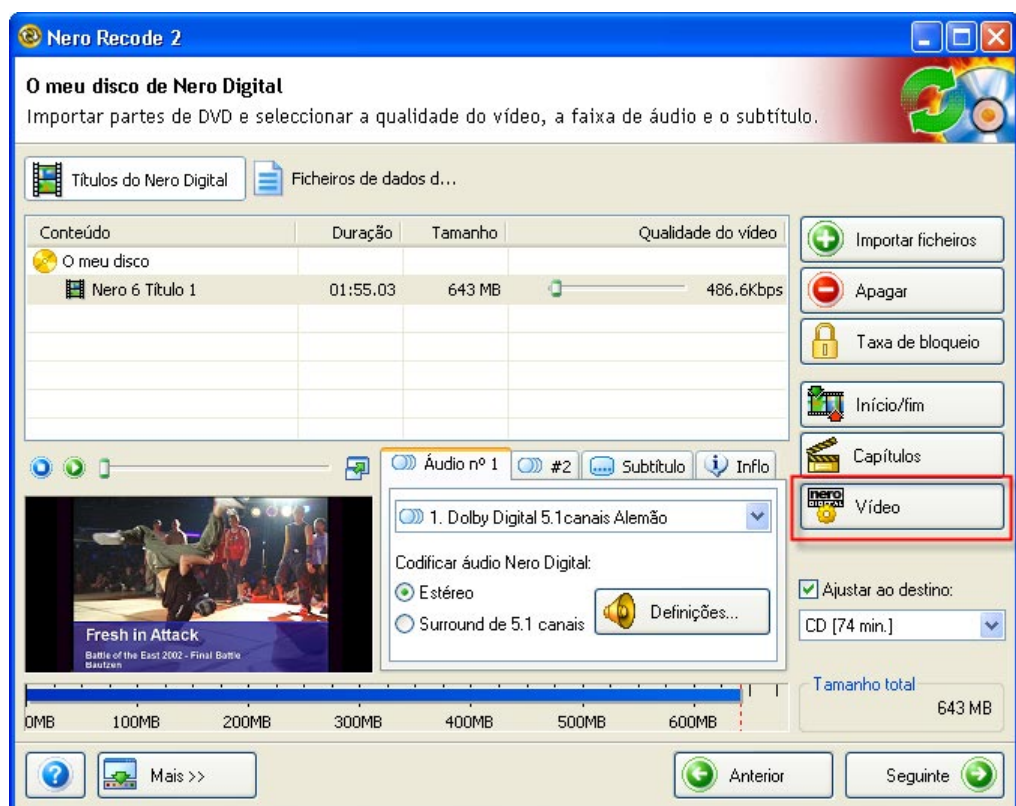 Nero Recode 2
O meu disco de Nero Digital
Importar partes de DVD e seleccionar a qualidade do vídeo, a faixa de áudio e o subtítulo.
Títulos do Nero Digital
Ficheiros de dados d...
Conteúdo Duração Tamanho Qualidade do vídeo
O meu disco
Nero 6 Título 1 01:55.03 643 MB 486.6Kbps
Importar ficheiros
Apagar
Taxa de bloqueio
Início/fim
Capítulos
nero DIGITAL Vídeo
Áudio nº 1 #2 Subtítulo Inflo
1. Dolby Digital 5.1canais Alemão
Codificar áudio Nero Digital:
Estéreo
Surround de 5.1 canais
Definições...
Fresh in Attack
Battle of the East 2002 - Final Battle
Bautzen
Ajustar ao destino:
CD [74 min.]
Tamanho total
643 MB
0MB 100MB 200MB 300MB 400MB 500MB 600MB
? Mais >> Anterior Seguinte